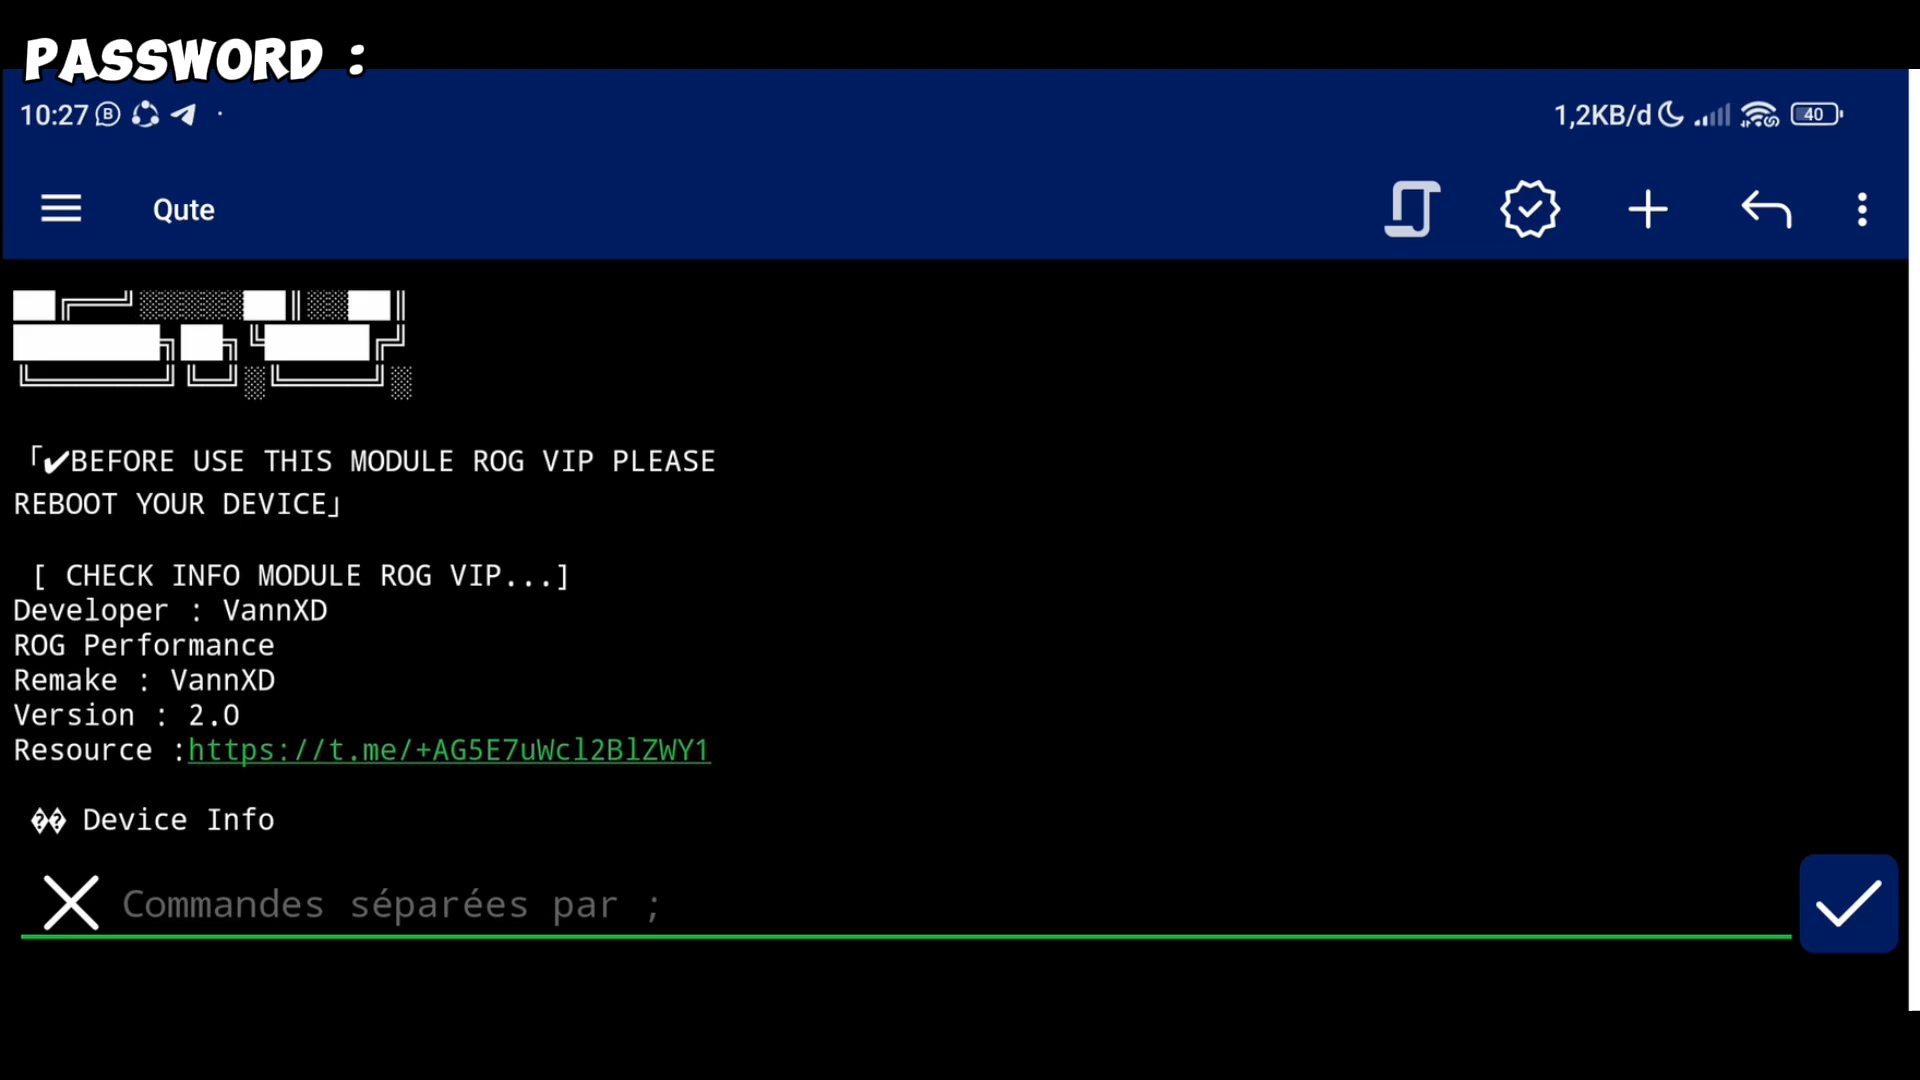 PASSWORD :
10:27
1,2KB/d
40
Qute
「✔BEFORE USE THIS MODULE ROG VIP PLEASE
REBOOT YOUR DEVICE」
[ CHECK INFO MODULE ROG VIP...]
Developer : VannXD
ROG Performance
Remake : VannXD
Version : 2.O
Resource :https://t.me/+AG5E7uWcl2BlZWY1
�� Device Info
Commandes séparées par ;